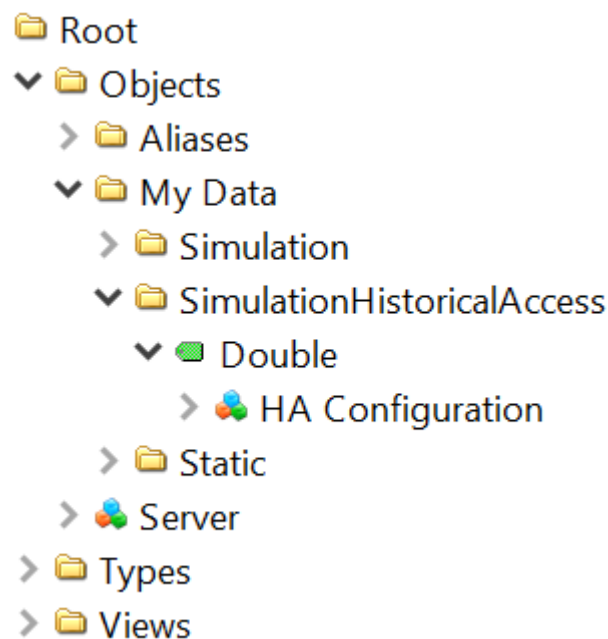 Root
Objects
Aliases
My Data
Simulation
SimulationHistoricalAccess
Double
HA Configuration
Static
Server
Types
Views